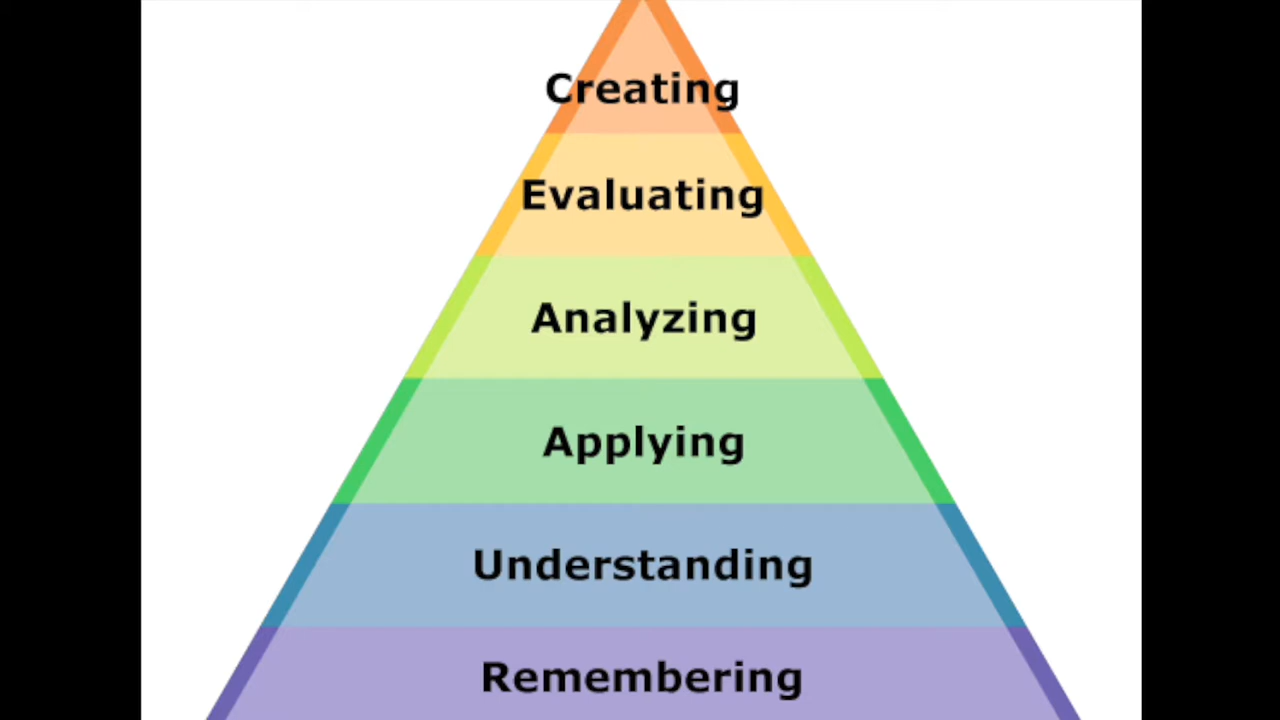 Creating
Evaluating
Analyzing
Applying
Understanding
Remembering